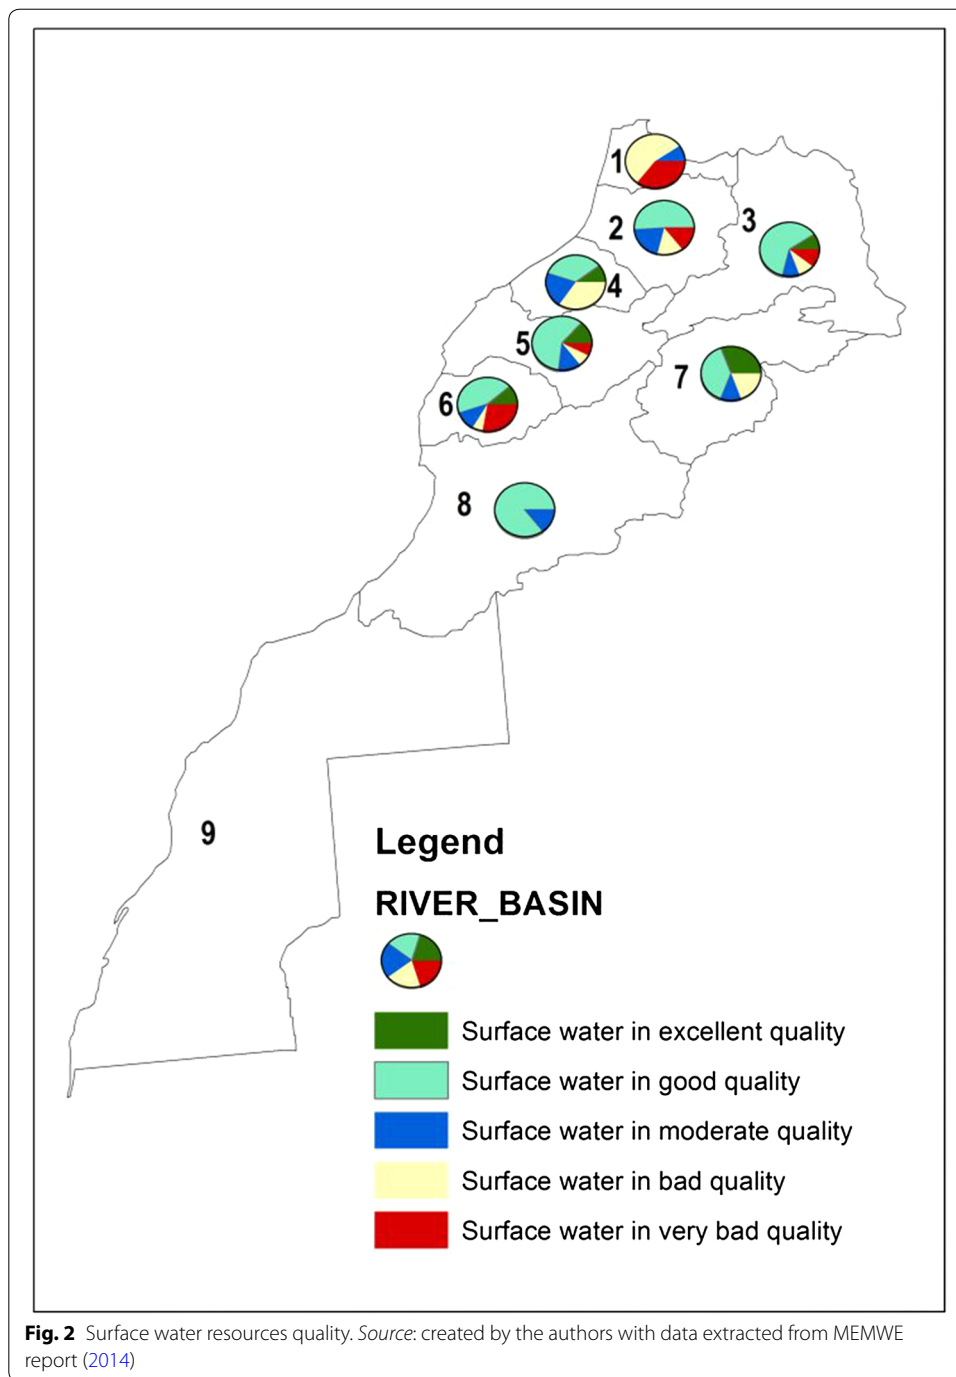 1
2
3
4
5
6
7
8
9
Legend
RIVER_BASIN
Surface water in excellent quality
Surface water in good quality
Surface water in moderate quality
Surface water in bad quality
Surface water in very bad quality
Fig. 2 Surface water resources quality. Source: created by the authors with data extracted from MEMWE
report (2014)